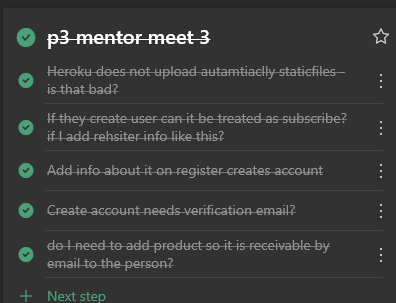 p3 mentor meet 3
Heroku does not upload autamtiaclly staticfiles -
is that bad?
If they create user can it be treated as subscribe?
if I add rehsiter info like this?
Add info about it on register creates account
Create account needs verification email?
do I need to add product so it is receivable by
email to the person?
Next step